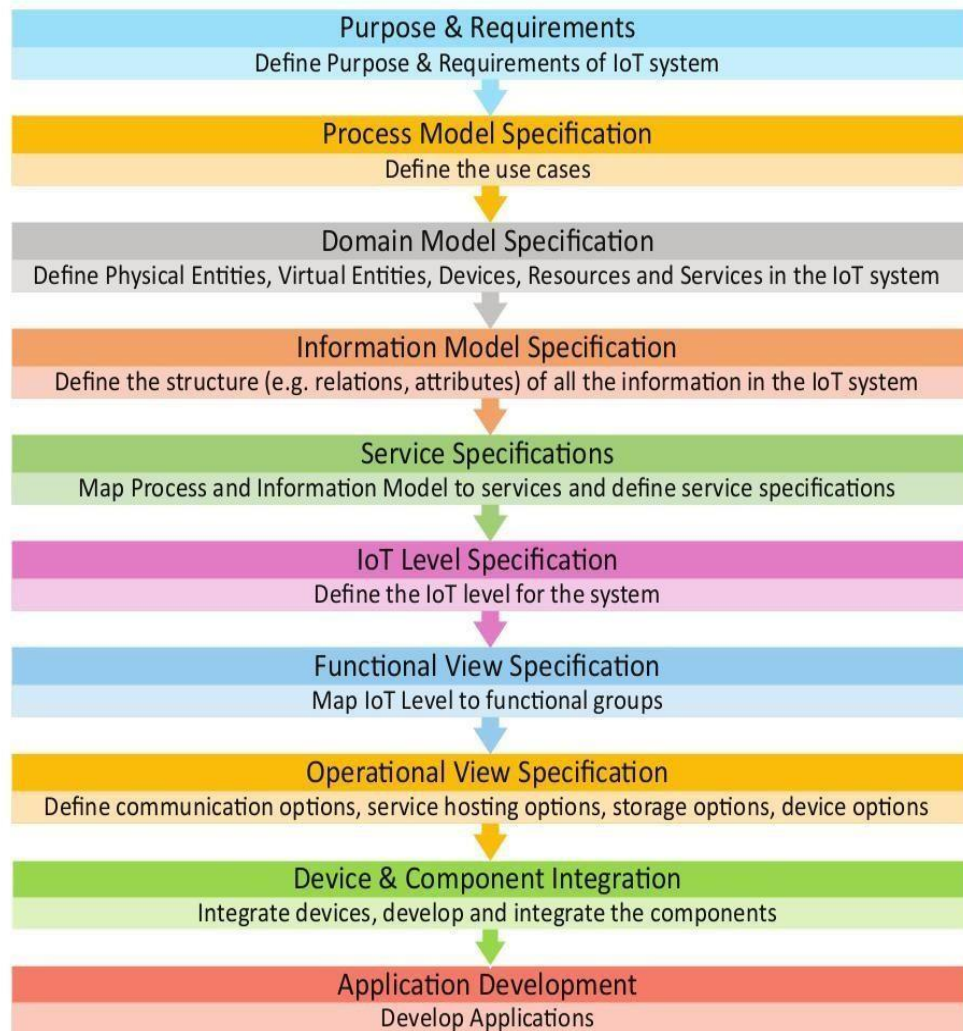 Purpose & Requirements
Define Purpose & Requirements of IoT system
Process Model Specification
Define the use cases
Domain Model Specification
Define Physical Entities, Virtual Entities, Devices, Resources and Services in the IoT system
Information Model Specification
Define the structure (e.g. relations, attributes) of all the information in the IoT system
Service Specifications
Map Process and Information Model to services and define service specifications
IoT Level Specification
Define the IoT level for the system
Functional View Specification
Map IoT Level to functional groups
Operational View Specification
Define communication options, service hosting options, storage options, device options
Device & Component Integration
Integrate devices, develop and integrate the components
Application Development
Develop Applications